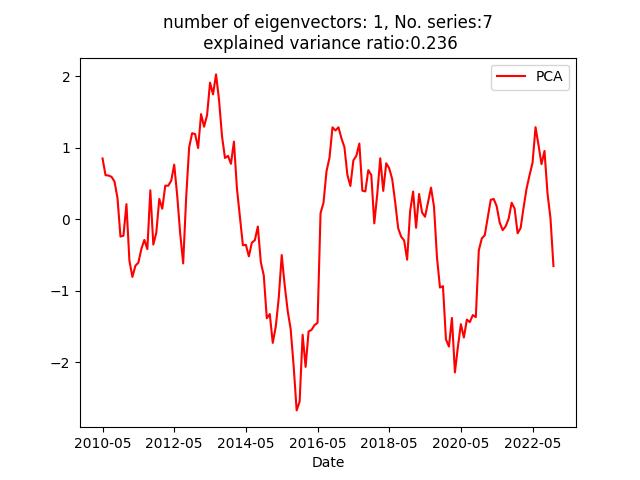 number of eigenvectors: 1, No. series:7
explained variance ratio:0.236
PCA
2
1
0
−1
−2
2010-05 2012-05 2014-05 2016-05 2018-05 2020-05 2022-05
Date